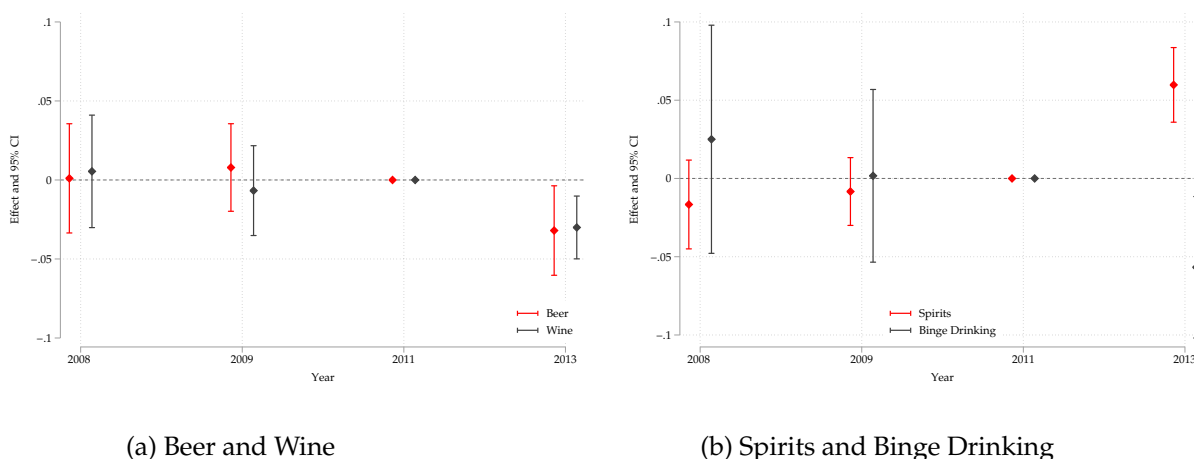 .1
.05
0
−.05
−.1
Effect and 95% CI
Beer
Wine
2008
2009
2011
2013
Year
(a) Beer and Wine
.1
.05
0
−.05
−.1
Effect and 95% CI
Spirits
Binge Drinking
2008
2009
2011
2013
Year
(b) Spirits and Binge Drinking